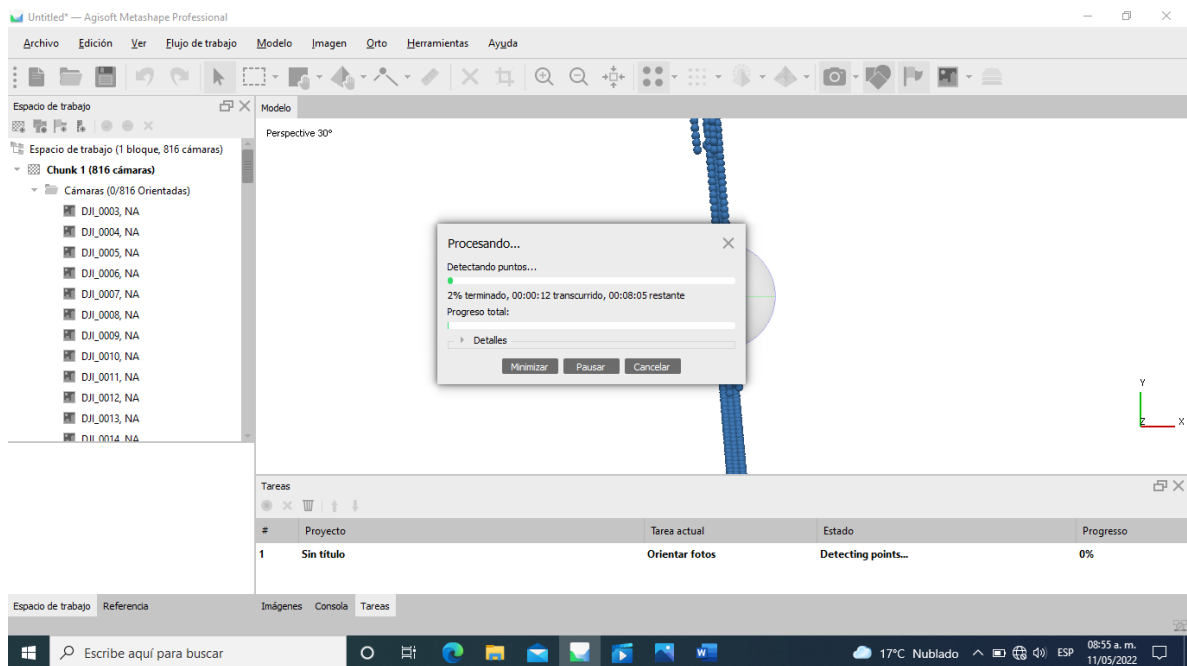 Untitled* — Agisoft Metashape Professional
Archivo Edición Ver Flujo de trabajo Modelo Imagen Orto Herramientas Ayuda
Espacio de trabajo
Modelo
Perspective 30°
Espacio de trabajo (1 bloque, 816 cámaras)
Chunk 1 (816 cámaras)
Cámaras (0/816 Orientadas)
DJI_0003, NA
DJI_0004, NA
DJI_0005, NA
DJI_0006, NA
DJI_0007, NA
DJI_0008, NA
DJI_0009, NA
DJI_0010, NA
DJI_0011, NA
DJI_0012, NA
DJI_0013, NA
DJI_0014, NA
Procesando...
Detectando puntos...
2% terminado, 00:00:12 transcurrido, 00:08:05 restante
Progreso total:
Detalles
Minimizar Pausar Cancelar
Y
Z X
Tareas
# Proyecto Tarea actual Estado Progresso
1 Sin título Orientar fotos Detecting points... 0%
Espacio de trabajo Referencia Imágenes Consola Tareas
Escribe aquí para buscar
17°C Nublado ESP
08:55 a. m.
11/05/2022